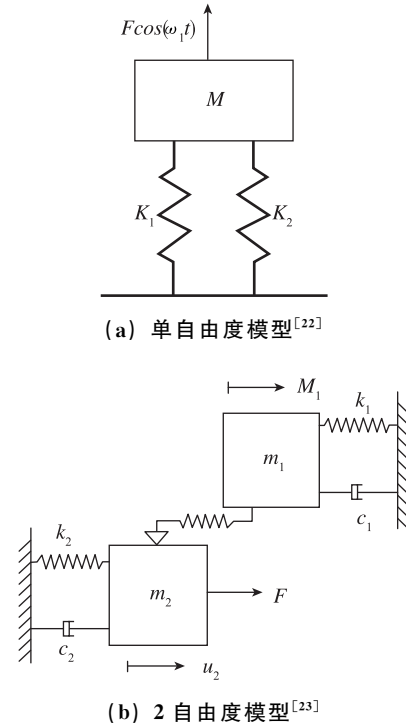 Fcos(ω₁t)
M
K₁
K₂
(a) 单自由度模型[22]
M₁
k₁
m₁
c₁
k₂
m₂
F
c₂
u₂
(b) 2自由度模型[23]